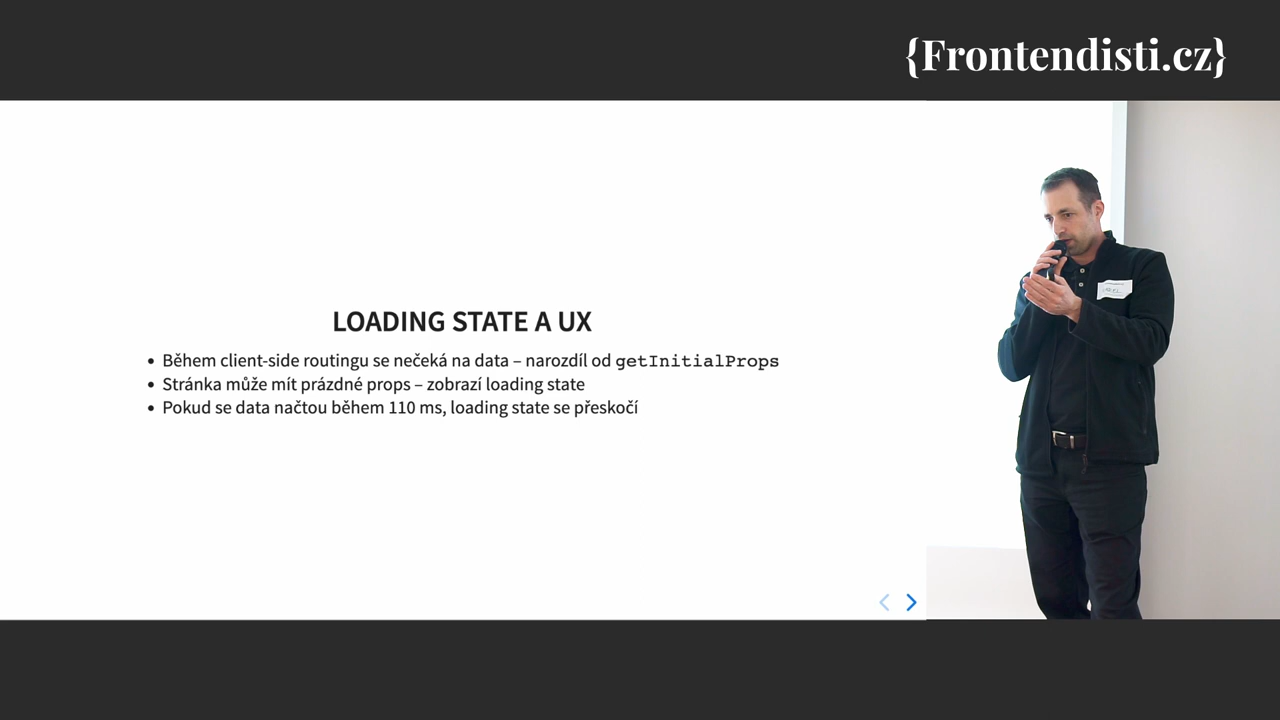 {Frontendisti.cz}
LOADING STATE A UX
• Během client-side routingu se nečeká na data – narozdíl od getInitialProps
• Stránka může mít prázdné props – zobrazí loading state
• Pokud se data načtou během 110 ms, loading state se přeskočí